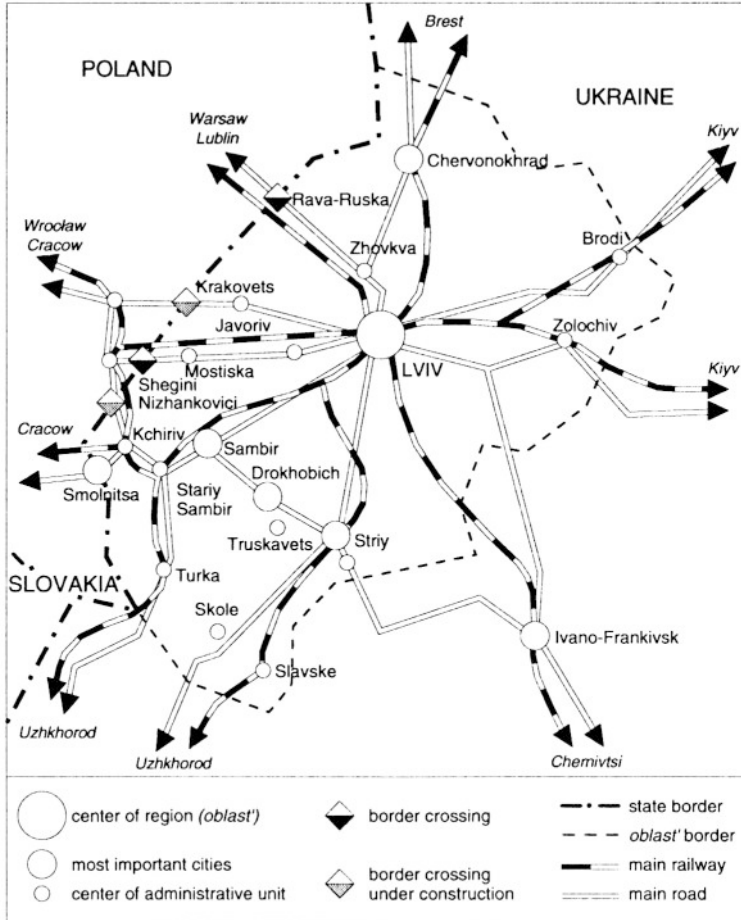 Brest
POLAND
UKRAINE
Warsaw
Lublin
Kiyv
Chervonokhrad
Rava-Ruska
Wrocław
Cracow
Zhovkva
Brodi
Krakovets
Javoriv
Zolochiv
Mostiska
LVIV
Shegini
Nizhankovici
Kiyv
Cracow
Kchiriv
Sambir
Smolnitsa
Drokhobich
Stariy
Sambir
Truskavets
Striy
SLOVAKIA
Turka
Skole
Ivano-Frankivsk
Slavske
Uzhkhorod
Uzhkhorod
Chernivtsi
center of region (oblast')
border crossing
state border
oblast' border
most important cities
border crossing
under construction
main railway
center of administrative unit
main road